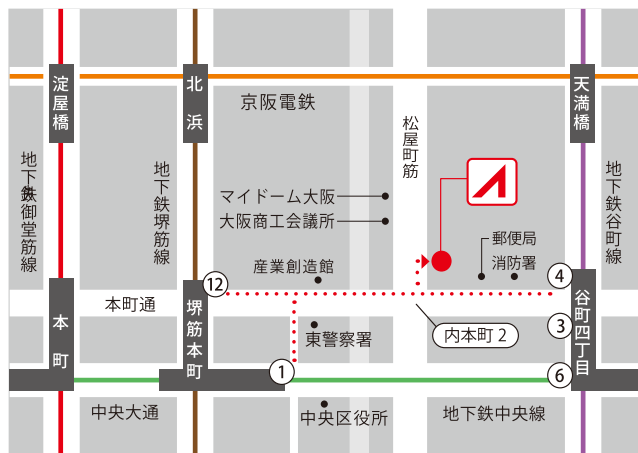 淀屋橋
北浜
天満橋
京阪電鉄
松屋町筋
地下鉄御堂筋線
地下鉄堺筋線
地下鉄谷町線
マイドーム大阪
大阪商工会議所
郵便局
消防署
産業創造館
12
4
本町通
本町
堺筋本町
谷町四丁目
3
内本町2
東警察署
1
6
中央大通
中央区役所
地下鉄中央線